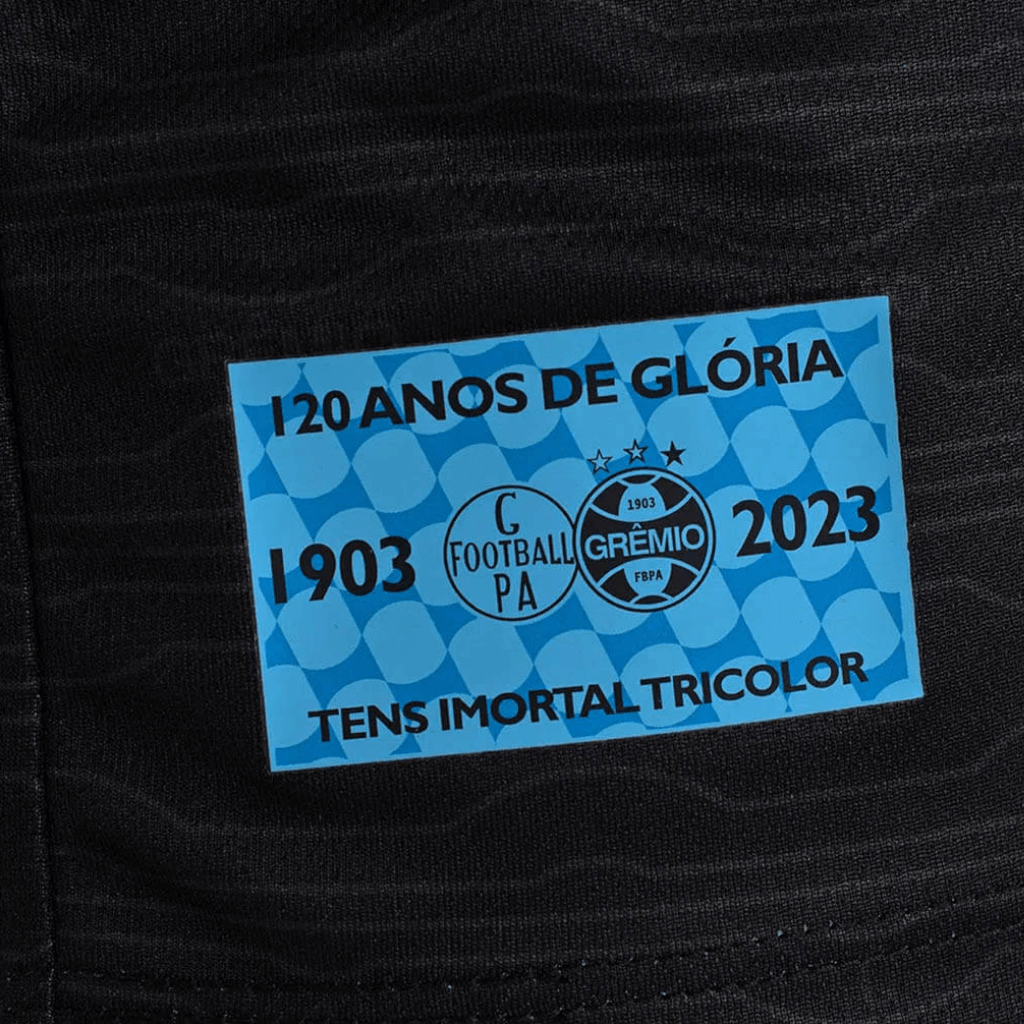 120 ANOS DE GLÓRIA
1903
G
FOOTBALL
PA
1903
GRÊMIO
FBPA
2023
TENS IMORTAL TRICOLOR